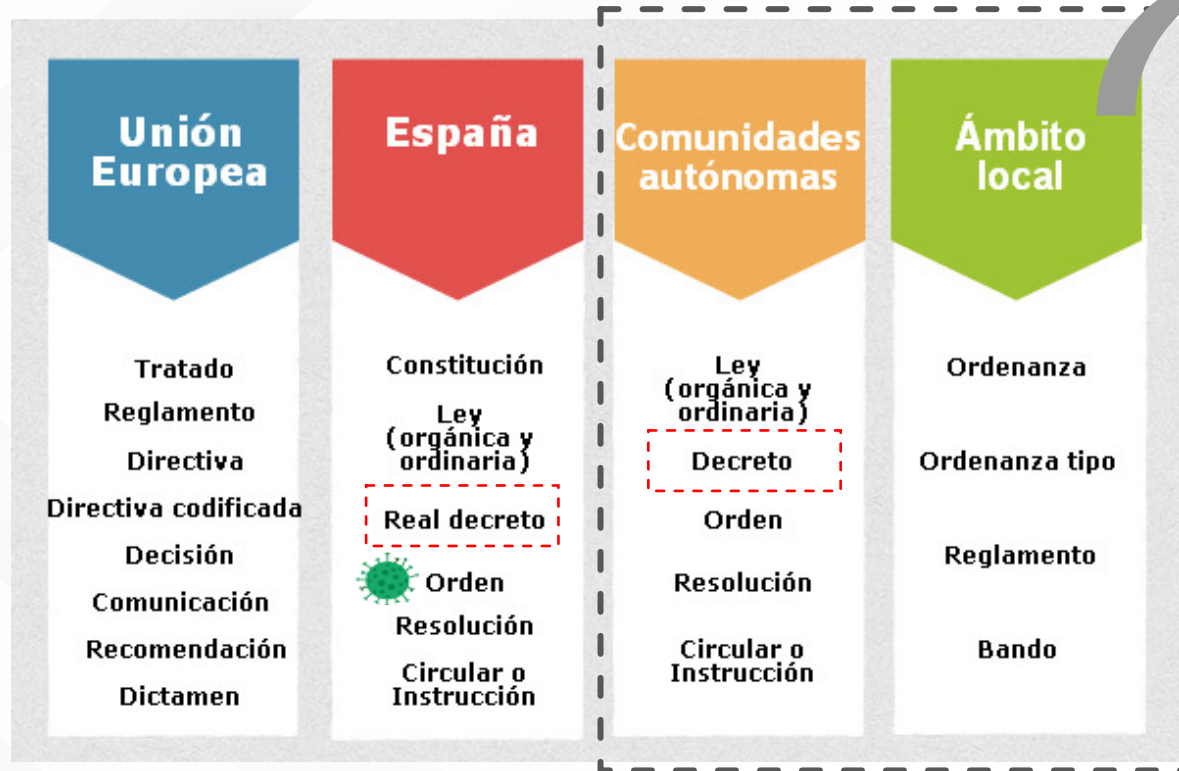 Unión
Europea
Tratado
Reglamento
Directiva
Directiva codificada
Decisión
Comunicación
Recomendación
Dictamen
España
Constitución
Ley
(orgánica y
ordinaria)
Real decreto
Orden
Resolución
Circular o
Instrucción
Comunidades
autónomas
Ley
(orgánica y
ordinaria)
Decreto
Orden
Resolución
Circular o
Instrucción
Ámbito
local
Ordenanza
Ordenanza tipo
Reglamento
Bando